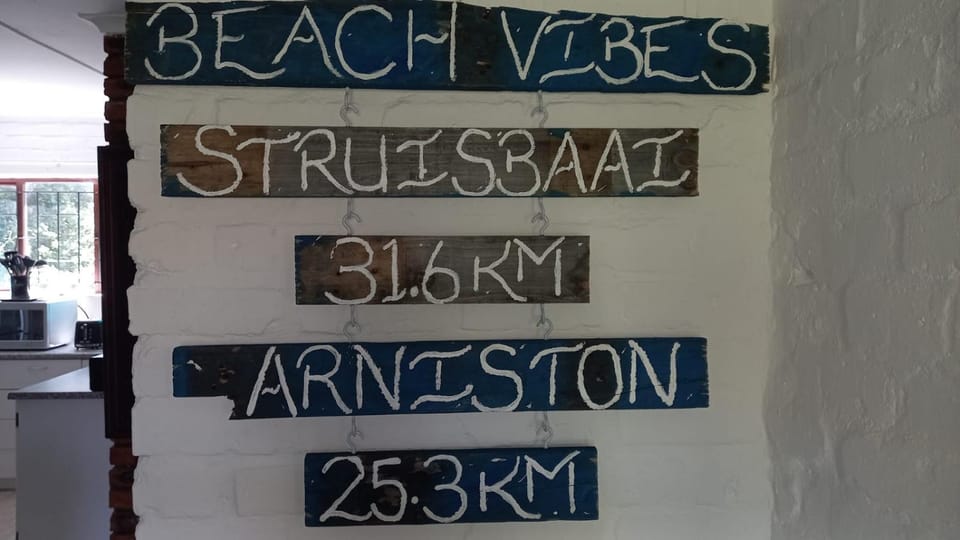 BEACH VIBES
STRUISBAAI
31.6KM
ARNISTON
25.3KM